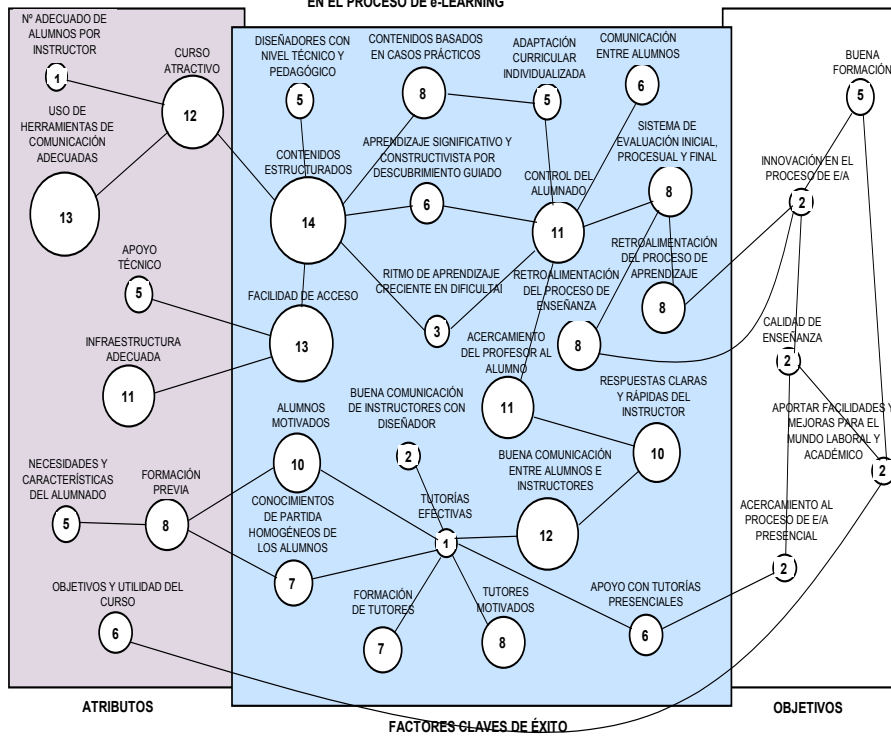 EN EL PROCESO DE e-LEARNING
Nº ADECUADO DE
ALUMNOS POR
INSTRUCTOR
1
CURSO
ATRACTIVO
12
USO DE
HERRAMIENTAS DE
COMUNICACIÓN
ADECUADAS
13
APOYO
TÉCNICO
5
INFRAESTRUCTURA
ADECUADA
11
NECESIDADES Y
CARACTERÍSTICAS
DEL ALUMNADO
5
FORMACIÓN
PREVIA
8
OBJETIVOS Y UTILIDAD DEL
CURSO
6
ATRIBUTOS
DISEÑADORES CON
NIVEL TÉCNICO Y
PEDAGÓGICO
5
CONTENIDOS BASADOS
EN CASOS PRÁCTICOS
8
ADAPTACIÓN
CURRICULAR
INDIVIDUALIZADA
5
COMUNICACIÓN
ENTRE ALUMNOS
6
CONTENIDOS
ESTRUCTURADOS
14
APRENDIZAJE SIGNIFICATIVO Y
CONSTRUCTIVISTA POR
DESCUBRIMIENTO GUIADO
6
CONTROL DEL
ALUMNADO
11
SISTEMA DE
EVALUACIÓN INICIAL,
PROCESUAL Y FINAL
8
FACILIDAD DE ACCESO
13
RITMO DE APRENDIZAJE
CRECIENTE EN DIFICULTAI
3
RETROALIMENTACIÓN
DEL PROCESO DE
ENSEÑANZA
8
RETROALIMENTACIÓN
DEL PROCESO DE
APRENDIZAJE
8
ACERCAMIENTO
DEL PROFESOR AL
ALUMNO
11
RESPUESTAS CLARAS
Y RÁPIDAS DEL
INSTRUCTOR
10
ALUMNOS
MOTIVADOS
10
BUENA COMUNICACIÓN
DE INSTRUCTORES CON
DISEÑADOR
2
BUENA COMUNICACIÓN
ENTRE ALUMNOS E
INSTRUCTORES
12
CONOCIMIENTOS
DE PARTIDA
HOMOGÉNEOS DE
LOS ALUMNOS
7
TUTORÍAS
EFECTIVAS
1
FORMACIÓN
DE TUTORES
7
TUTORES
MOTIVADOS
8
APOYO CON TUTORÍAS
PRESENCIALES
6
FACTORES CLAVES DE ÉXITO
BUENA
FORMACIÓN
5
INNOVACIÓN EN EL
PROCESO DE E/A
2
CALIDAD DE
ENSEÑANZA
2
APORTAR FACILIDADES Y
MEJORAS PARA EL
MUNDO LABORAL Y
ACADÉMICO
2
ACERCAMIENTO AL
PROCESO DE E/A
PRESENCIAL
2
OBJETIVOS